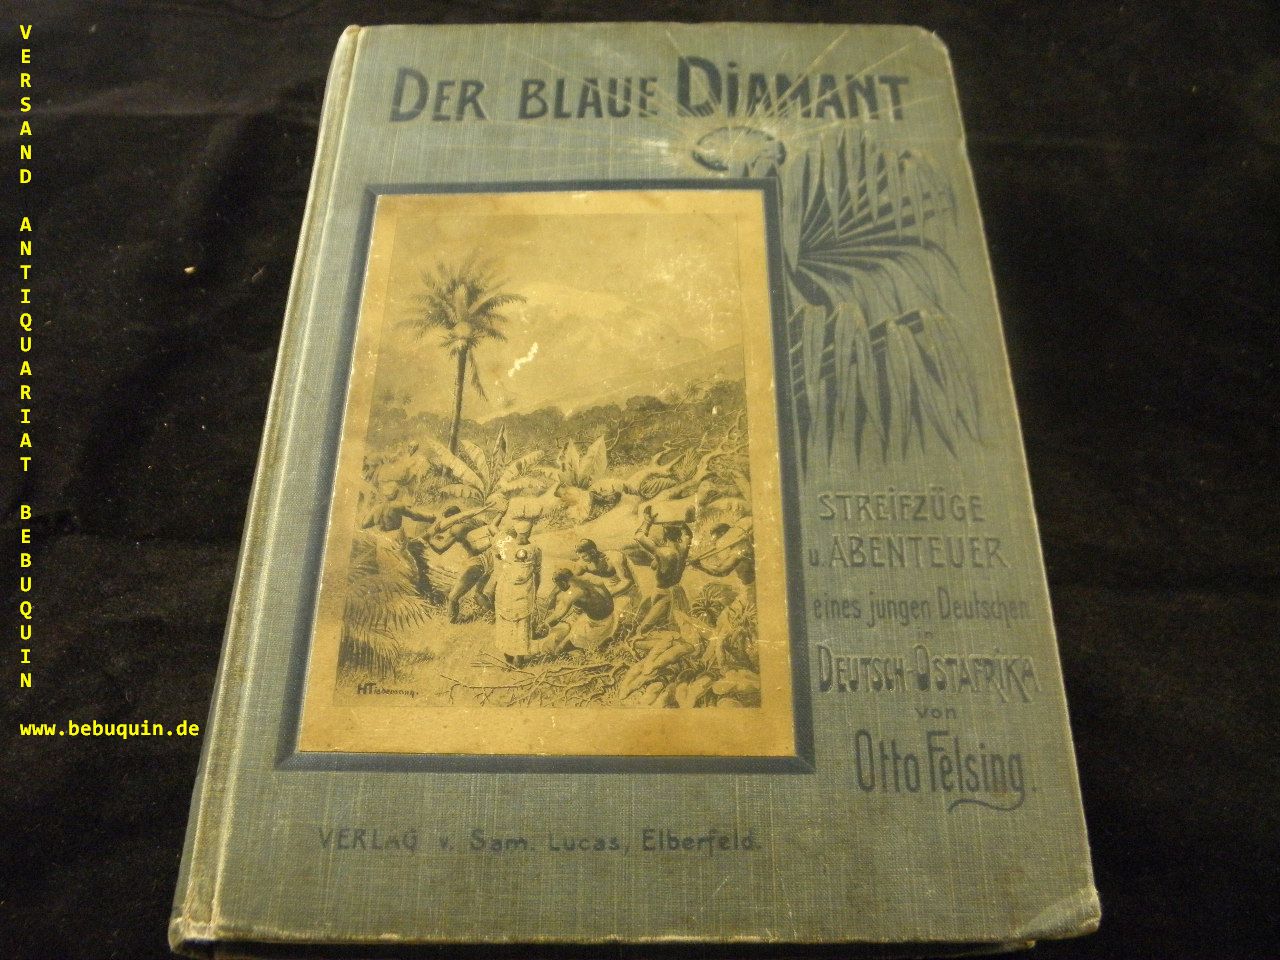 VERSAND ANTIQUARIAT BEBUQUIN
www.bebuquin.de
DER BLAUE DIAMANT
STREIFZÜGE
u. ABENTEUER
eines jungen Deutschen
in
DEUTSCH-OSTAFRIKA
von
Otto Felsing.
HTiedemann.
VERLAG v. Sam. Lucas, Elberfeld.